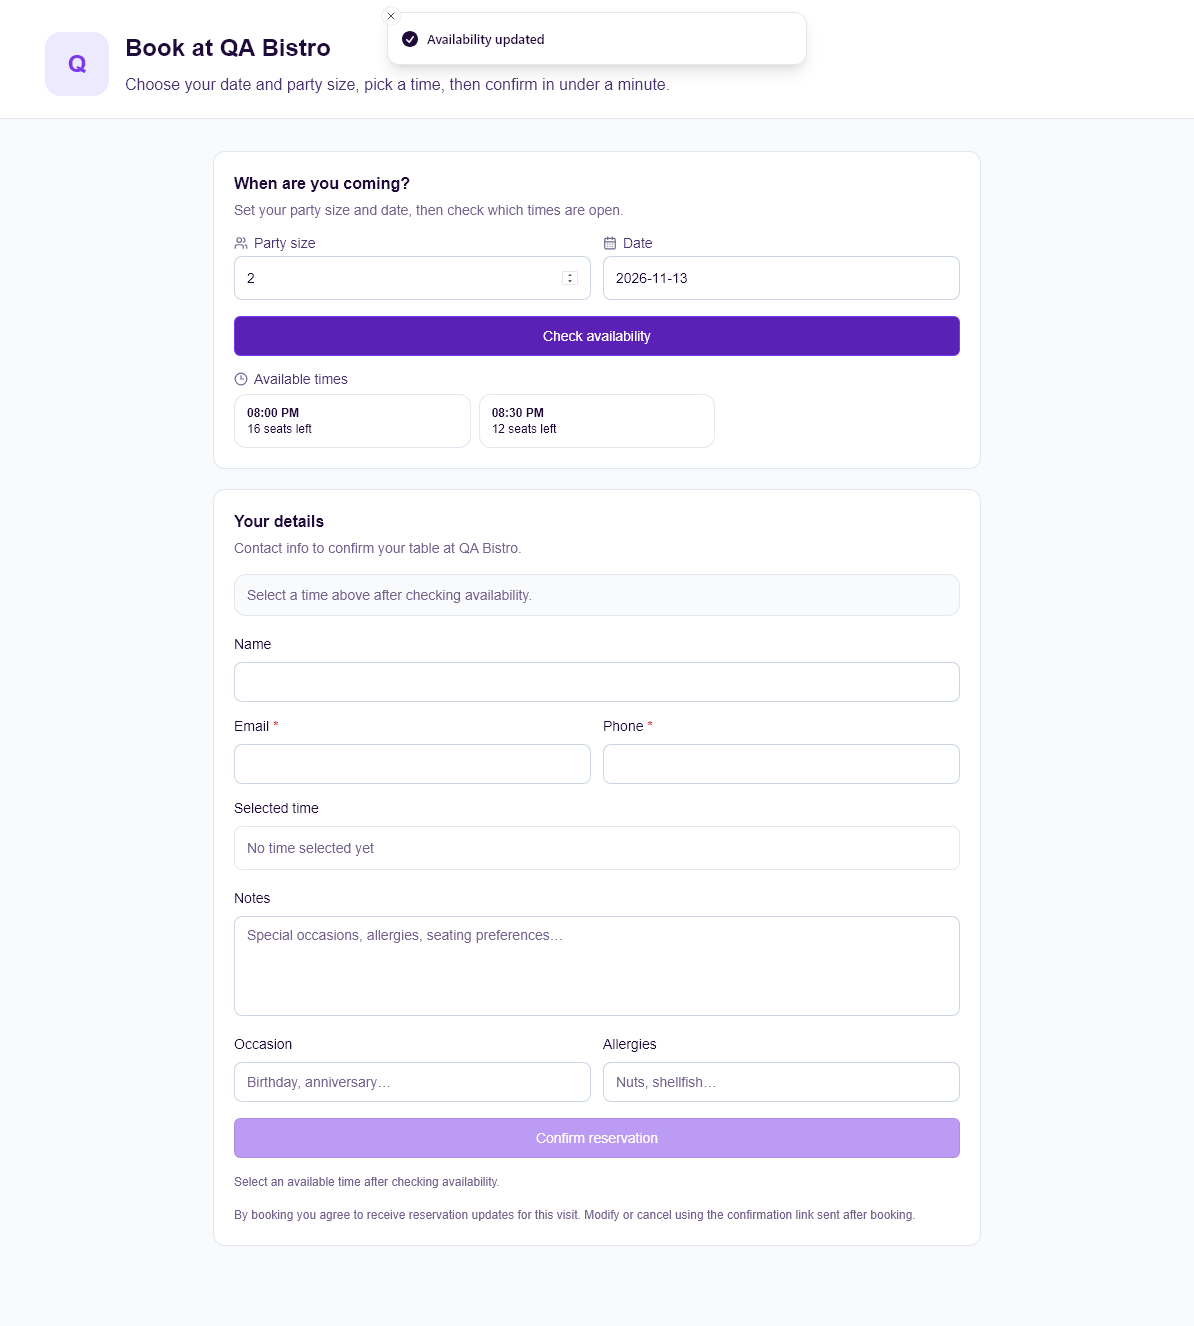 Availability updated
Q
Book at QA Bistro
Choose your date and party size, pick a time, then confirm in under a minute.
When are you coming?
Set your party size and date, then check which times are open.
Party size
Date
2
2026-11-13
Check availability
Available times
08:00 PM
16 seats left
08:30 PM
12 seats left
Your details
Contact info to confirm your table at QA Bistro.
Select a time above after checking availability.
Name
Email *
Phone *
Selected time
No time selected yet
Notes
Special occasions, allergies, seating preferences…
Occasion
Allergies
Birthday, anniversary…
Nuts, shellfish…
Confirm reservation
Select an available time after checking availability.
By booking you agree to receive reservation updates for this visit. Modify or cancel using the confirmation link sent after booking.